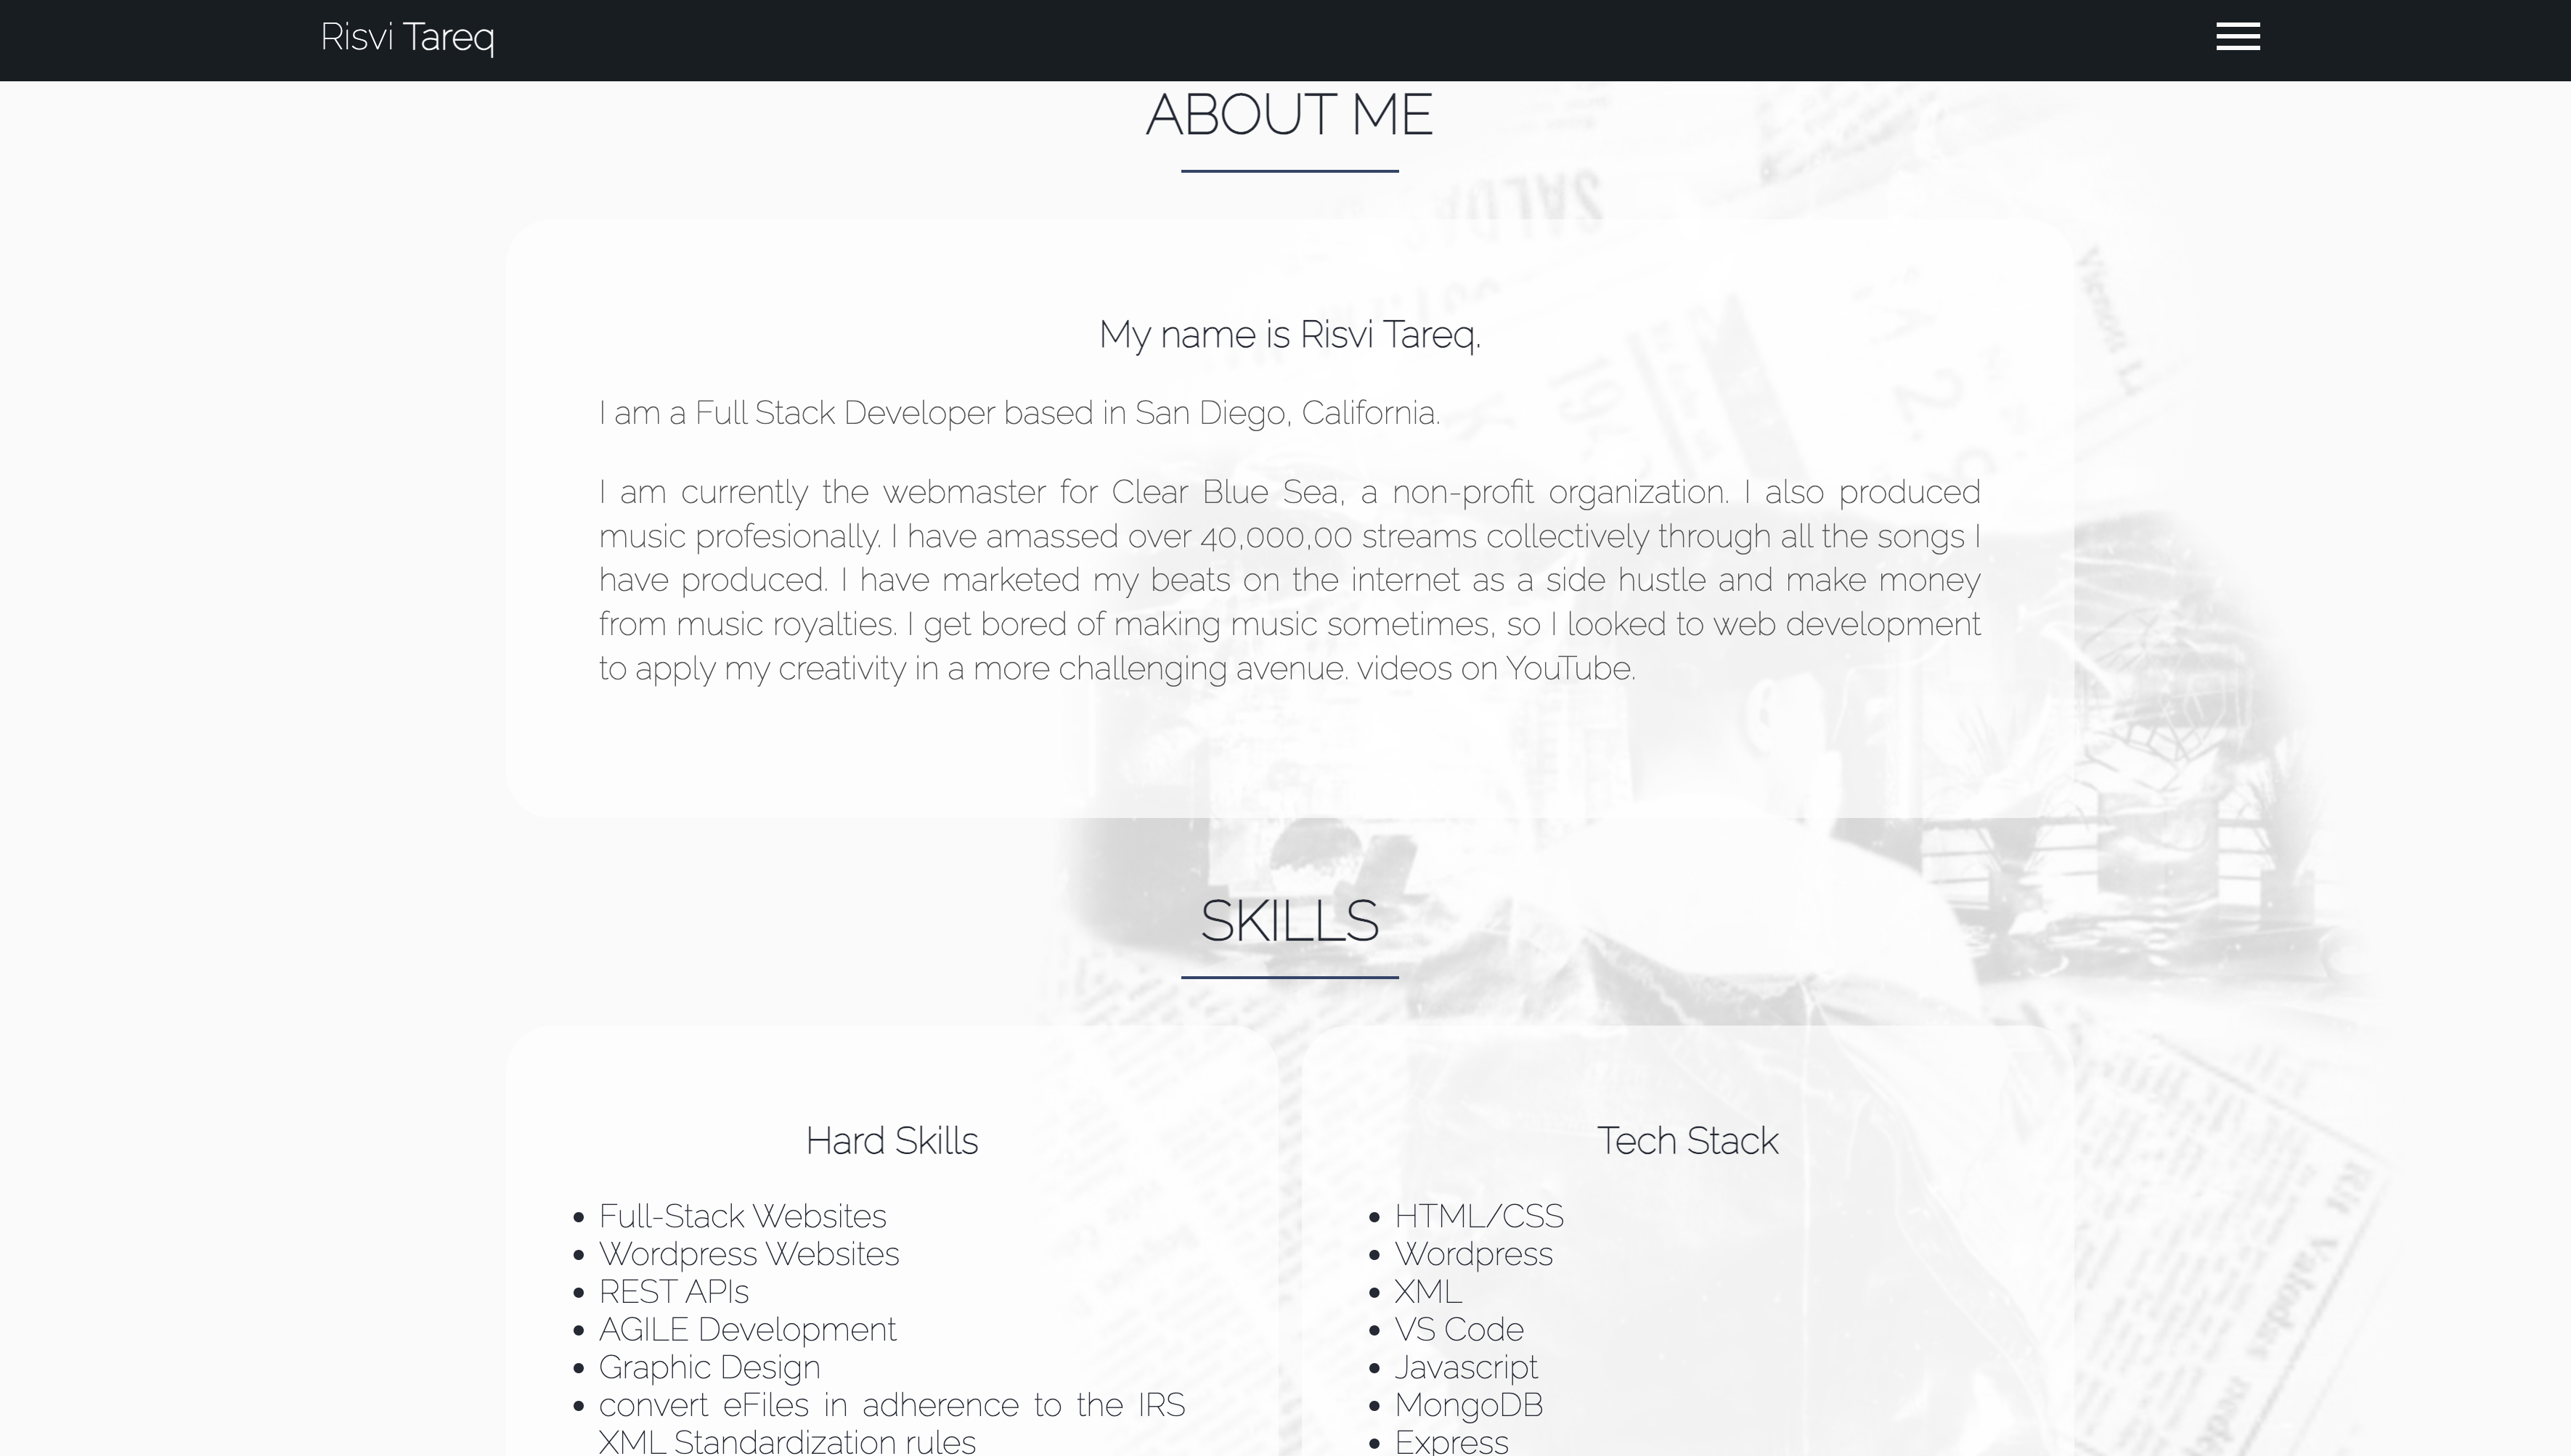 Risvi Tareq
ABOUT ME
SALDA
Vismota Li
My name is Risvi Tareq.
I am a Full Stack Developer based in San Diego, California.
I am currently the webmaster for Clear Blue Sea, a non-profit organization. I also produced
music profesionally. I have amassed over 40,000,00 streams collectively through all the songs I
have produced. I have marketed my beats on the internet as a side hustle and make money
from music royalties. I get bored of making music sometimes, so I looked to web development
to apply my creativity in a more challenging avenue. videos on YouTube.
SKILLS
Hard Skills
Full-Stack Websites
Wordpress Websites
REST APIs
AGILE Development
Graphic Design
convert eFiles in adherence to the IRS
XML Standardization rules
Tech Stack
HTML/CSS
Wordpress
XML
VS Code
Javascript
MongoDB
Express